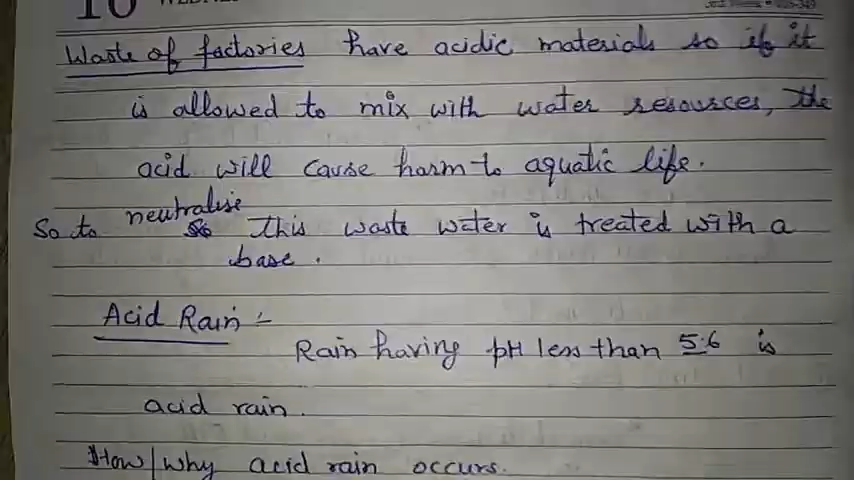 10
Waste of factories have acidic materials so if it
is allowed to mix with water resources, the
acid will cause harm to aquatic life.
So to neutralise this waste water is treated with a
base.
Acid Rain :-
Rain having pH less than 5.6 is
acid rain.
How/why acid rain occurs.